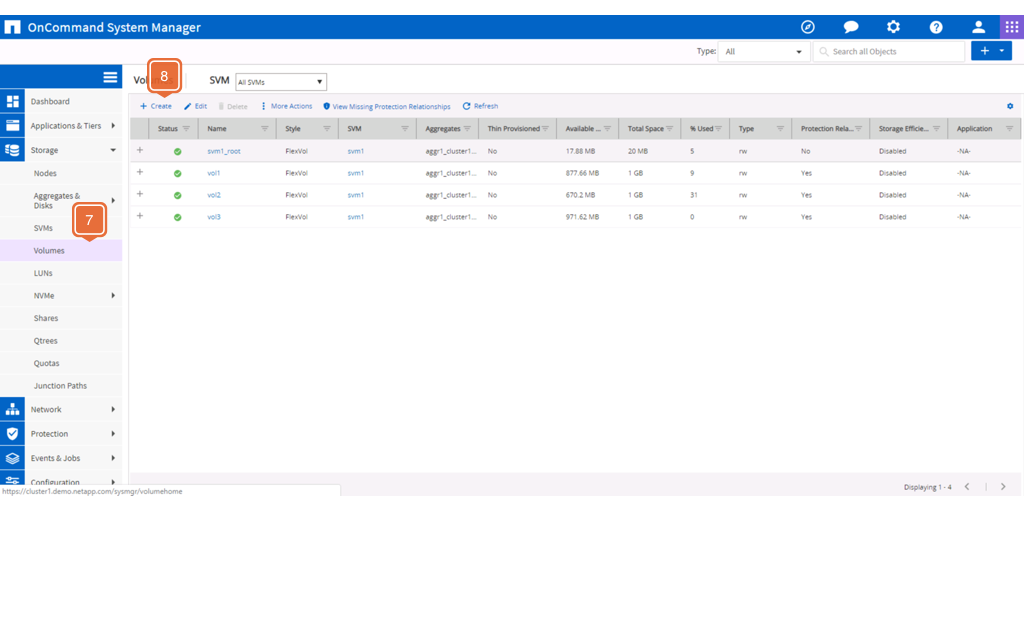 OnCommand System Manager
Type: All Search all Objects
8
SVM All SVMs
Create Edit Delete More Actions View Missing Protection Relationships Refresh
Status Name Style SVM Aggregates Thin Provisioned Available ... Total Space % Used Type Protection Rela... Storage Efficie... Application
svm1_root FlexVol svm1 aggr1_cluster1... No 17.88 MB 20 MB 5 rw No Disabled -NA-
vol1 FlexVol svm1 aggr1_cluster1... No 877.66 MB 1 GB 9 rw Yes Disabled -NA-
vol2 FlexVol svm1 aggr1_cluster1... No 670.2 MB 1 GB 31 rw Yes Disabled -NA-
vol3 FlexVol svm1 aggr1_cluster1... No 971.62 MB 1 GB 0 rw Yes Disabled -NA-
Dashboard
Applications & Tiers
Storage
Nodes
Aggregates &
Disks
7
SVMs
Volumes
LUNs
NVMe
Shares
Qtrees
Quotas
Junction Paths
Network
Protection
Events & Jobs
Configuration
https://cluster1.demo.netapp.com/sysmgr/volumehome
Displaying 1 - 4